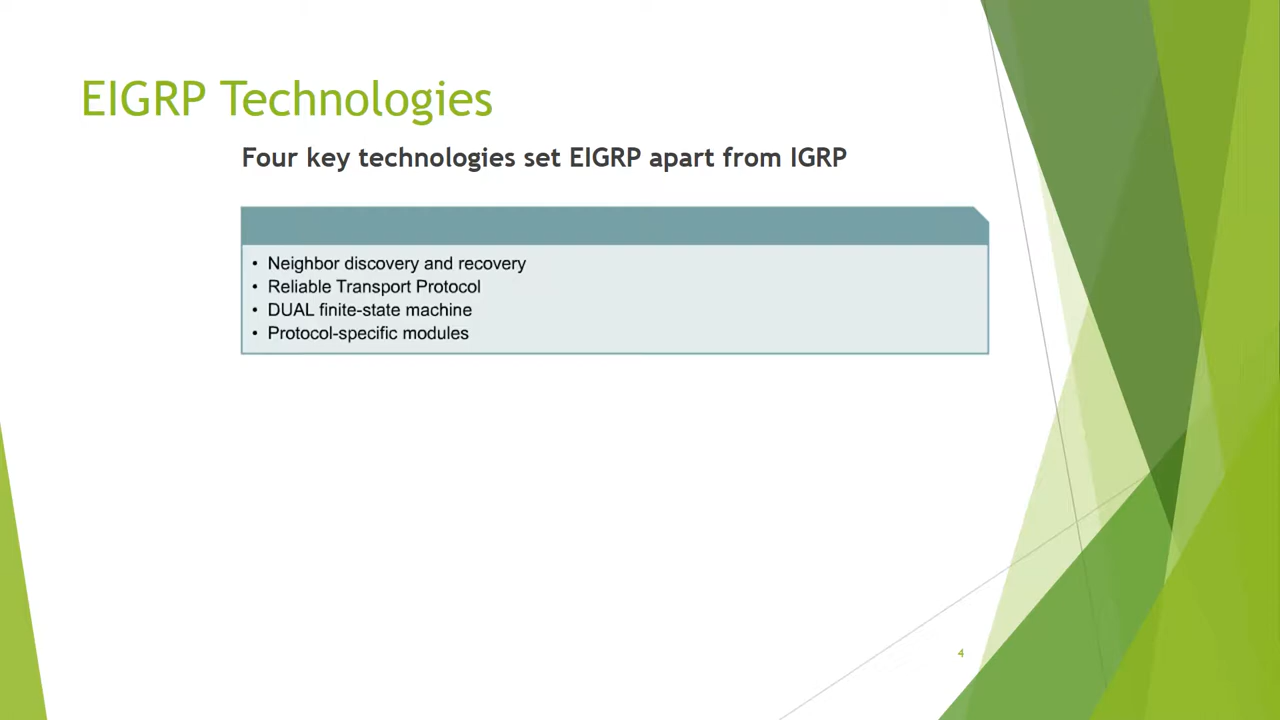 EIGRP Technologies
Four key technologies set EIGRP apart from IGRP
• Neighbor discovery and recovery
• Reliable Transport Protocol
• DUAL finite-state machine
• Protocol-specific modules
4